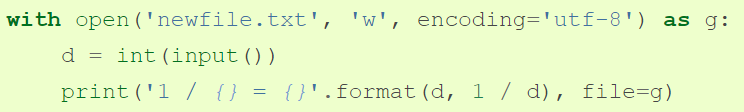 with open('newfile.txt', 'w', encoding='utf-8') as g:
    d = int(input())
    print('1 / {} = {}'.format(d, 1 / d), file=g)